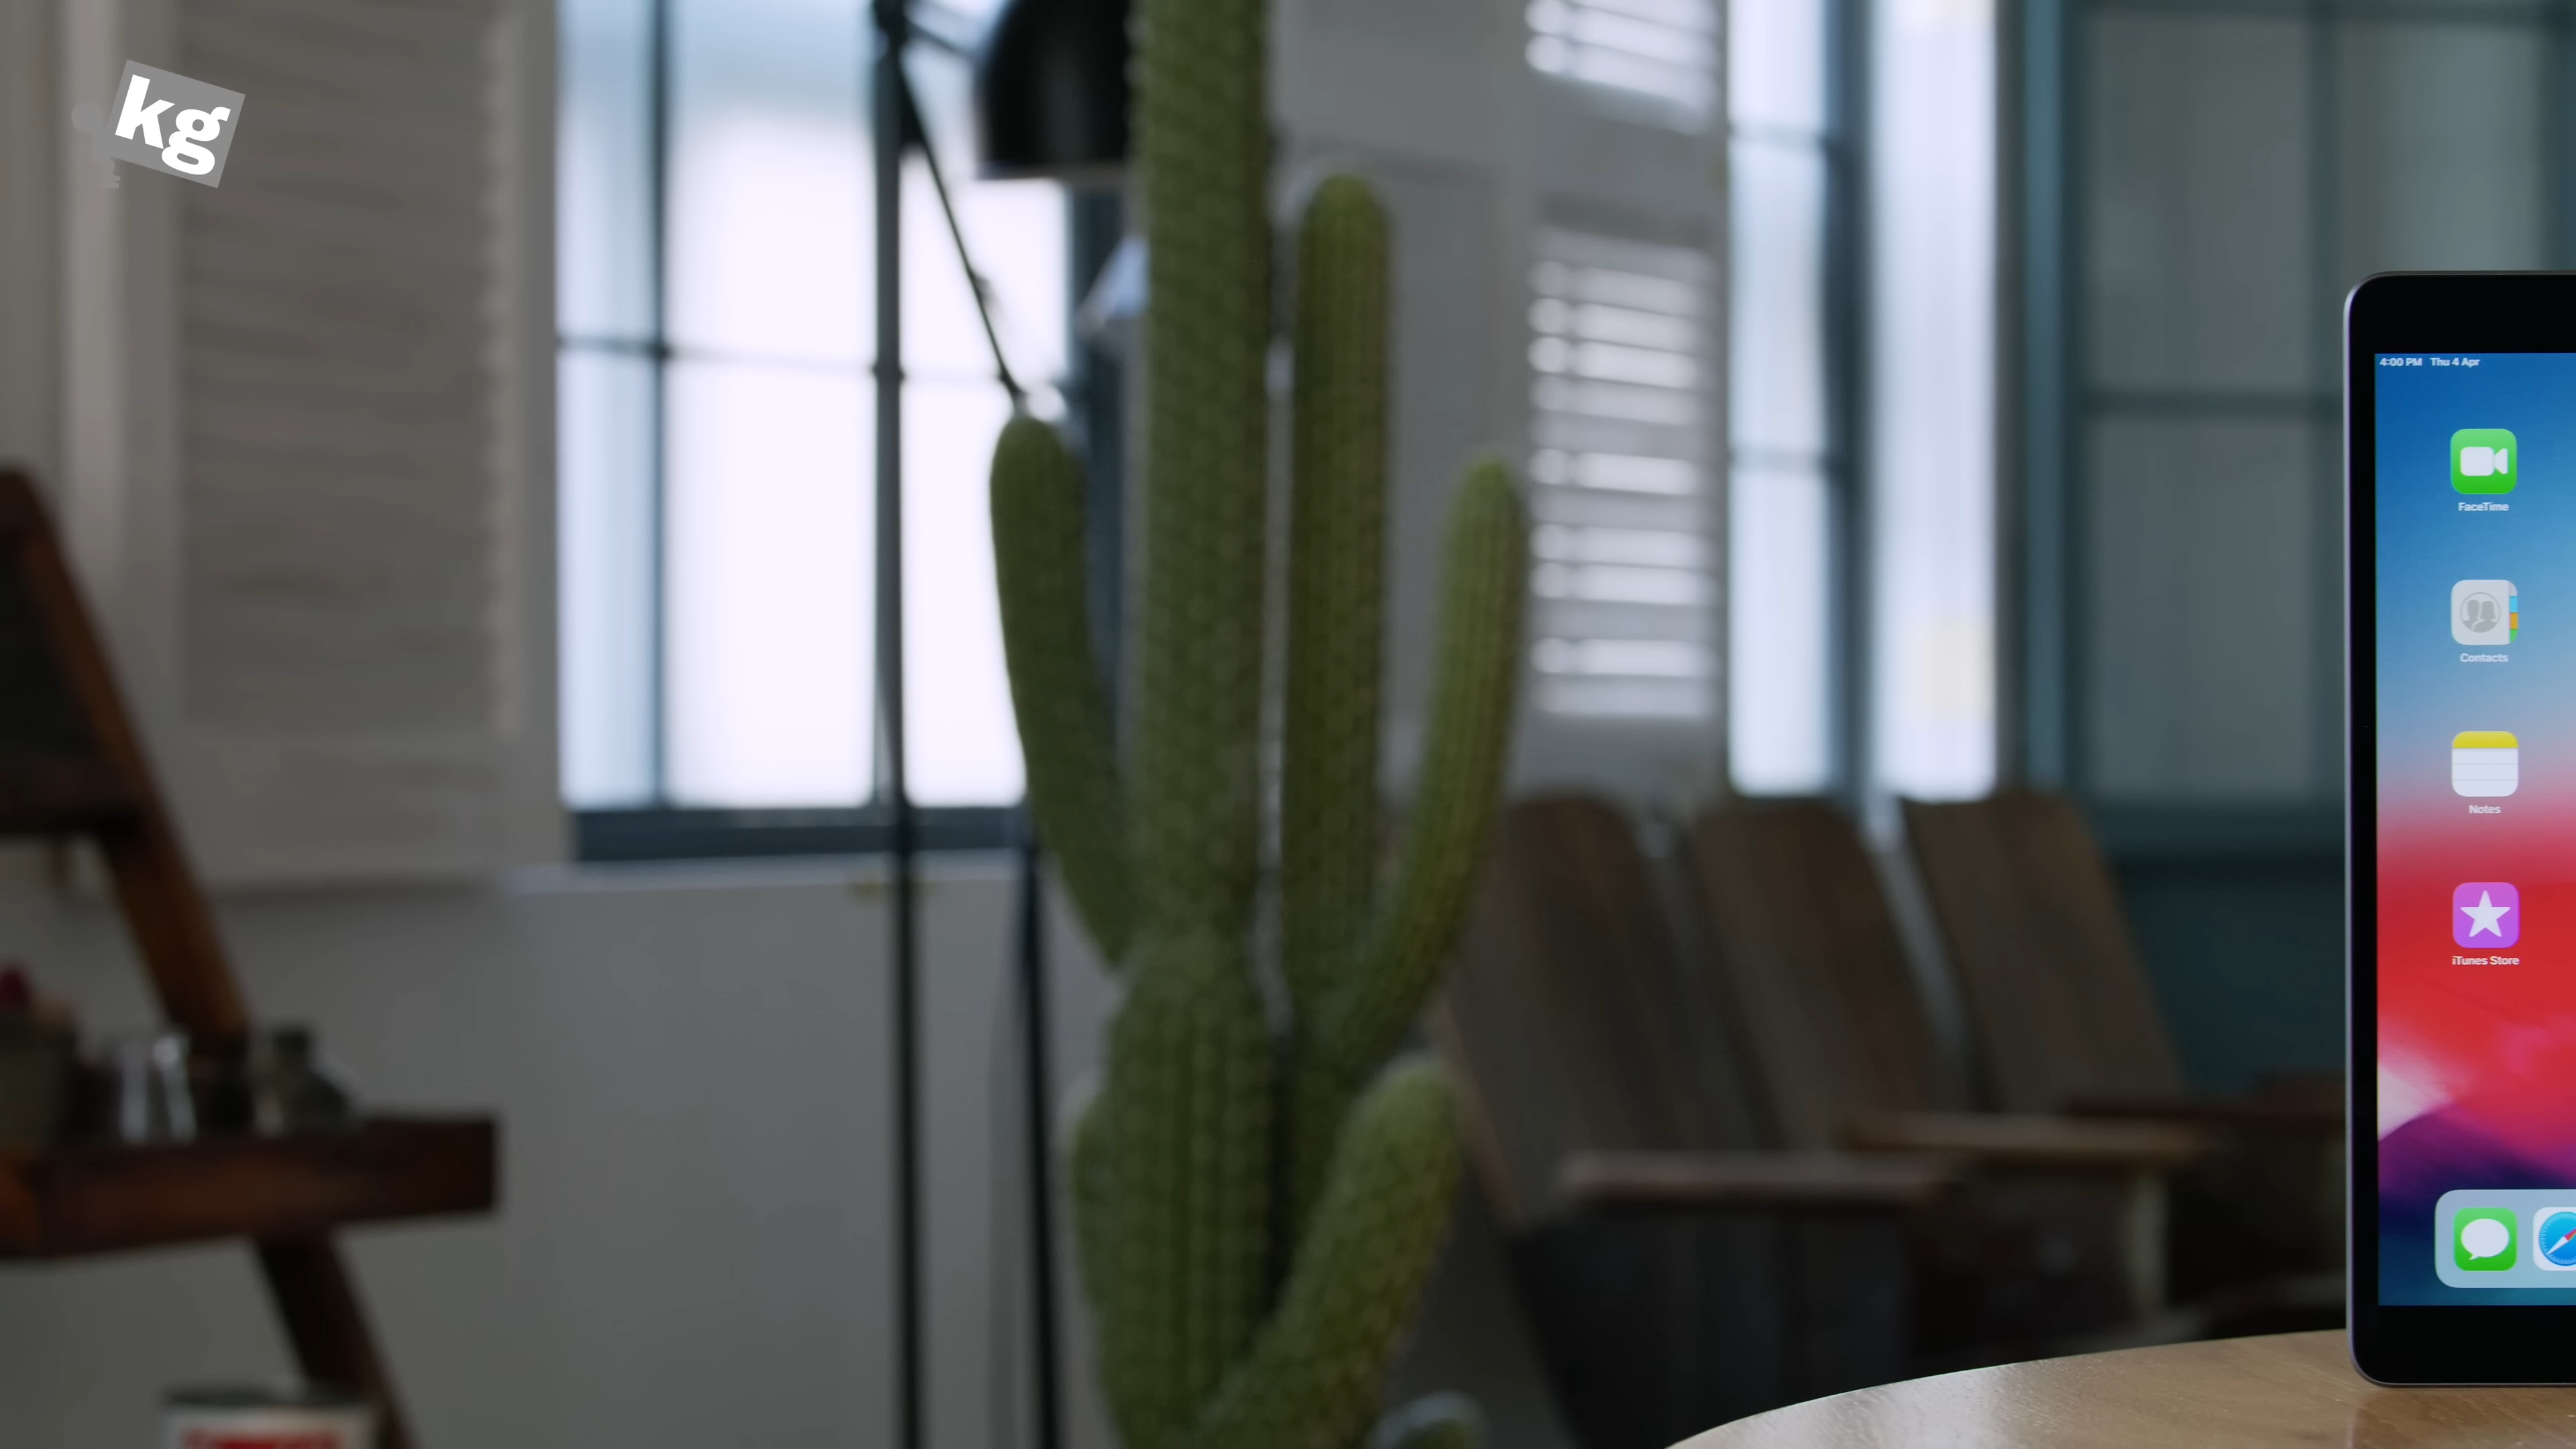 kg
4:00 PM Thu 4 Apr
FaceTime
Contacts
Notes
iTunes Store